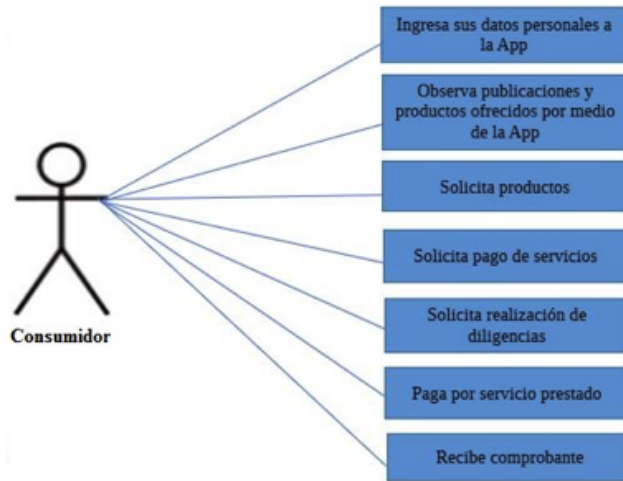 Ingresa sus datos personales a
la App
Observa publicaciones y
productos ofrecidos por medio
de la App
Solicita productos
Solicita pago de servicios
Solicita realización de
diligencias
Paga por servicio prestado
Recibe comprobante
Consumidor